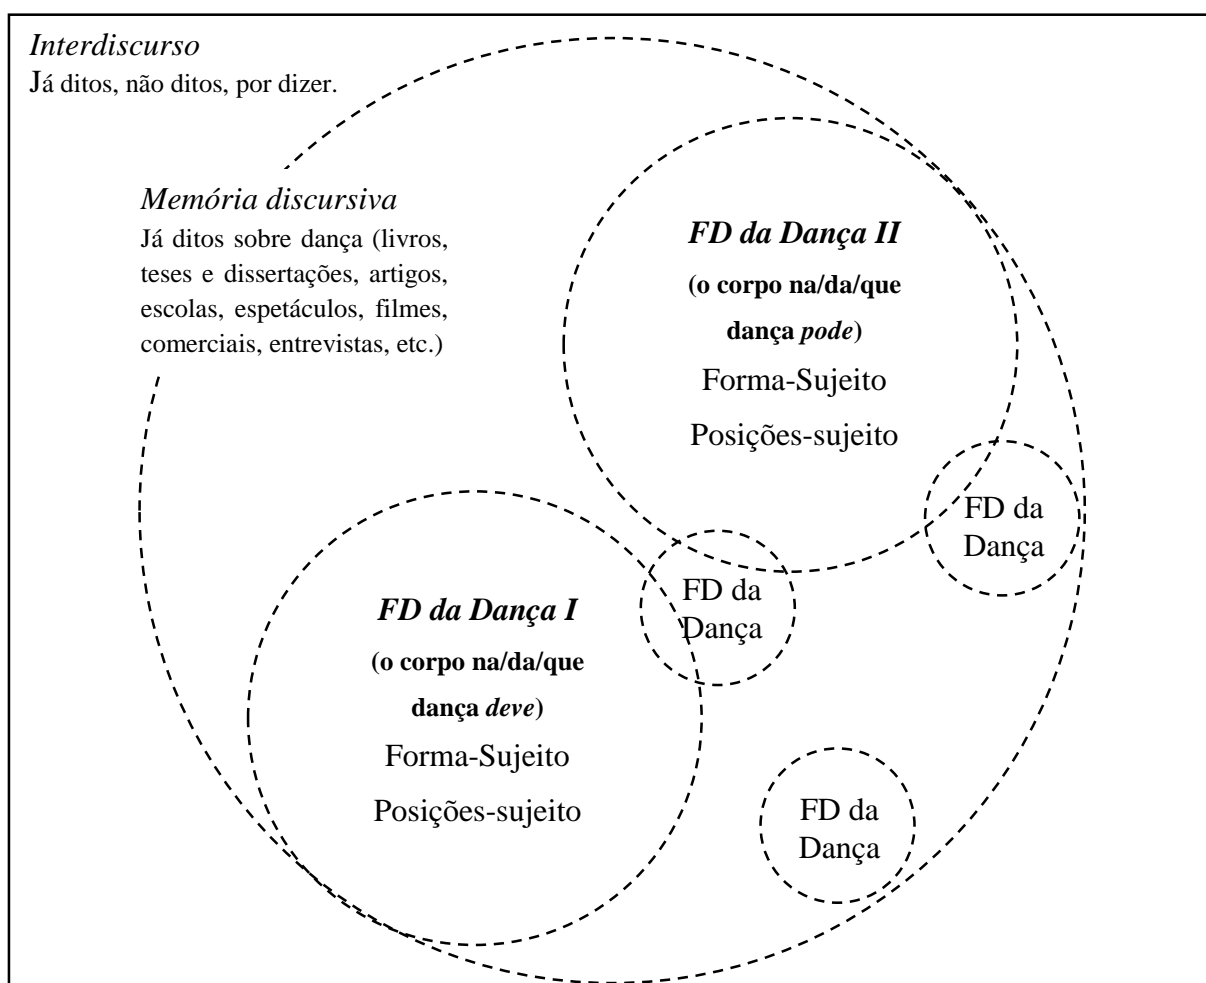 Interdiscurso
Já ditos, não ditos, por dizer.
Memória discursiva
Já ditos sobre dança (livros,
teses e dissertações, artigos,
escolas, espetáculos, filmes,
comerciais, entrevistas, etc.)
FD da Dança II
(o corpo na/da/que
dança pode)
Forma-Sujeito
Posições-sujeito
FD da
Dança
FD da
Dança
FD da Dança I
(o corpo na/da/que
dança deve)
Forma-Sujeito
Posições-sujeito
FD da
Dança